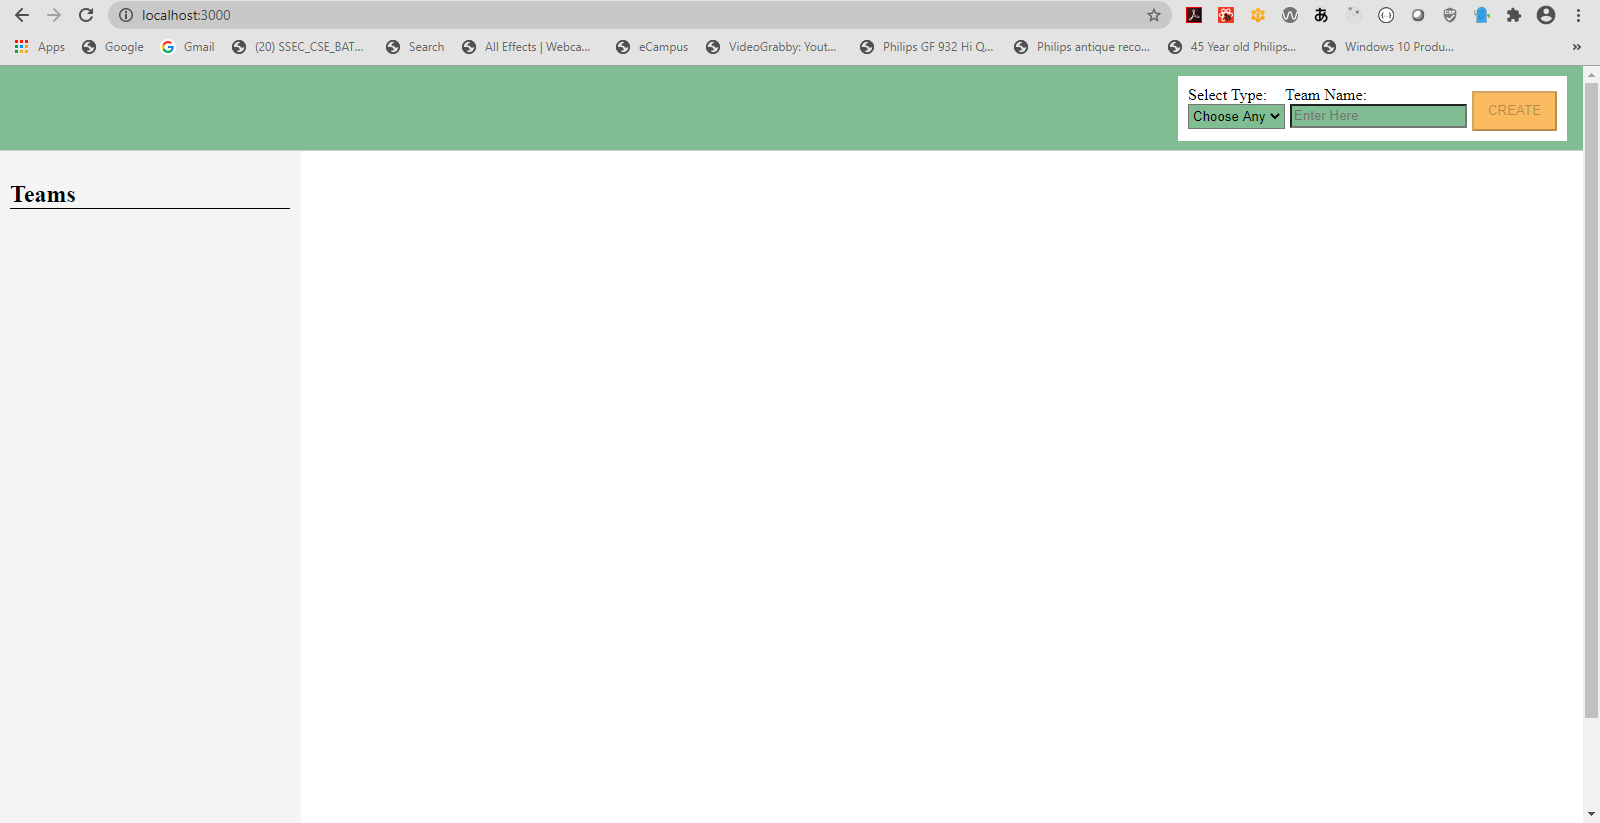 localhost:3000
あ
Apps Google Gmail (20) SSEC_CSE_BAT... Search All Effects | Webca... eCampus VideoGrabby: Yout... Philips GF 932 Hi Q... Philips antique reco... 45 Year old Philips... Windows 10 Produ... »
Select Type: Team Name:
Choose Any Enter Here CREATE
Teams